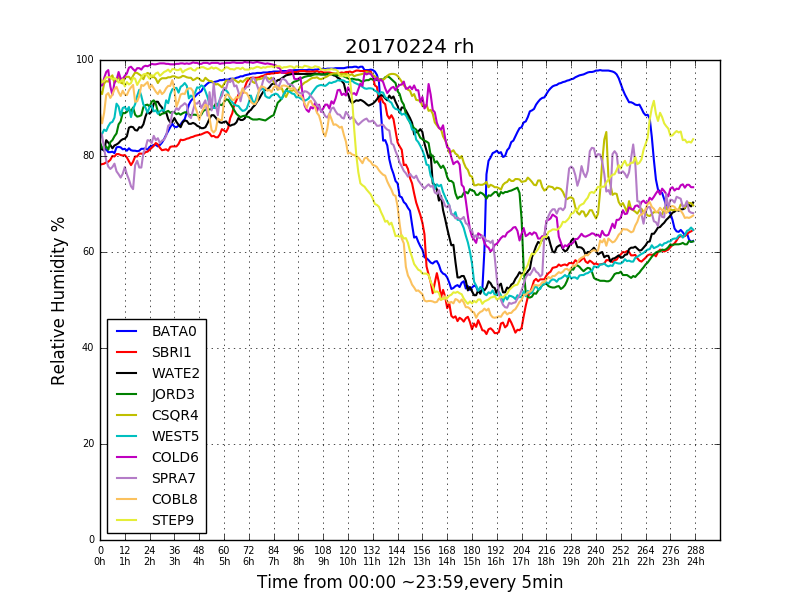 20170224 rh
100
80
60
40
20
0
Relative Humidity %
BATA0
SBRI1
WATE2
JORD3
CSQR4
WEST5
COLD6
SPRA7
COBL8
STEP9
0 12 24 36 48 60 72 84 96 108 120 132 144 156 168 180 192 204 216 228 240 252 264 276 288
0h 1h 2h 3h 4h 5h 6h 7h 8h 9h 10h 11h 12h 13h 14h 15h 16h 17h 18h 19h 20h 21h 22h 23h 24h
Time from 00:00 ~23:59,every 5min